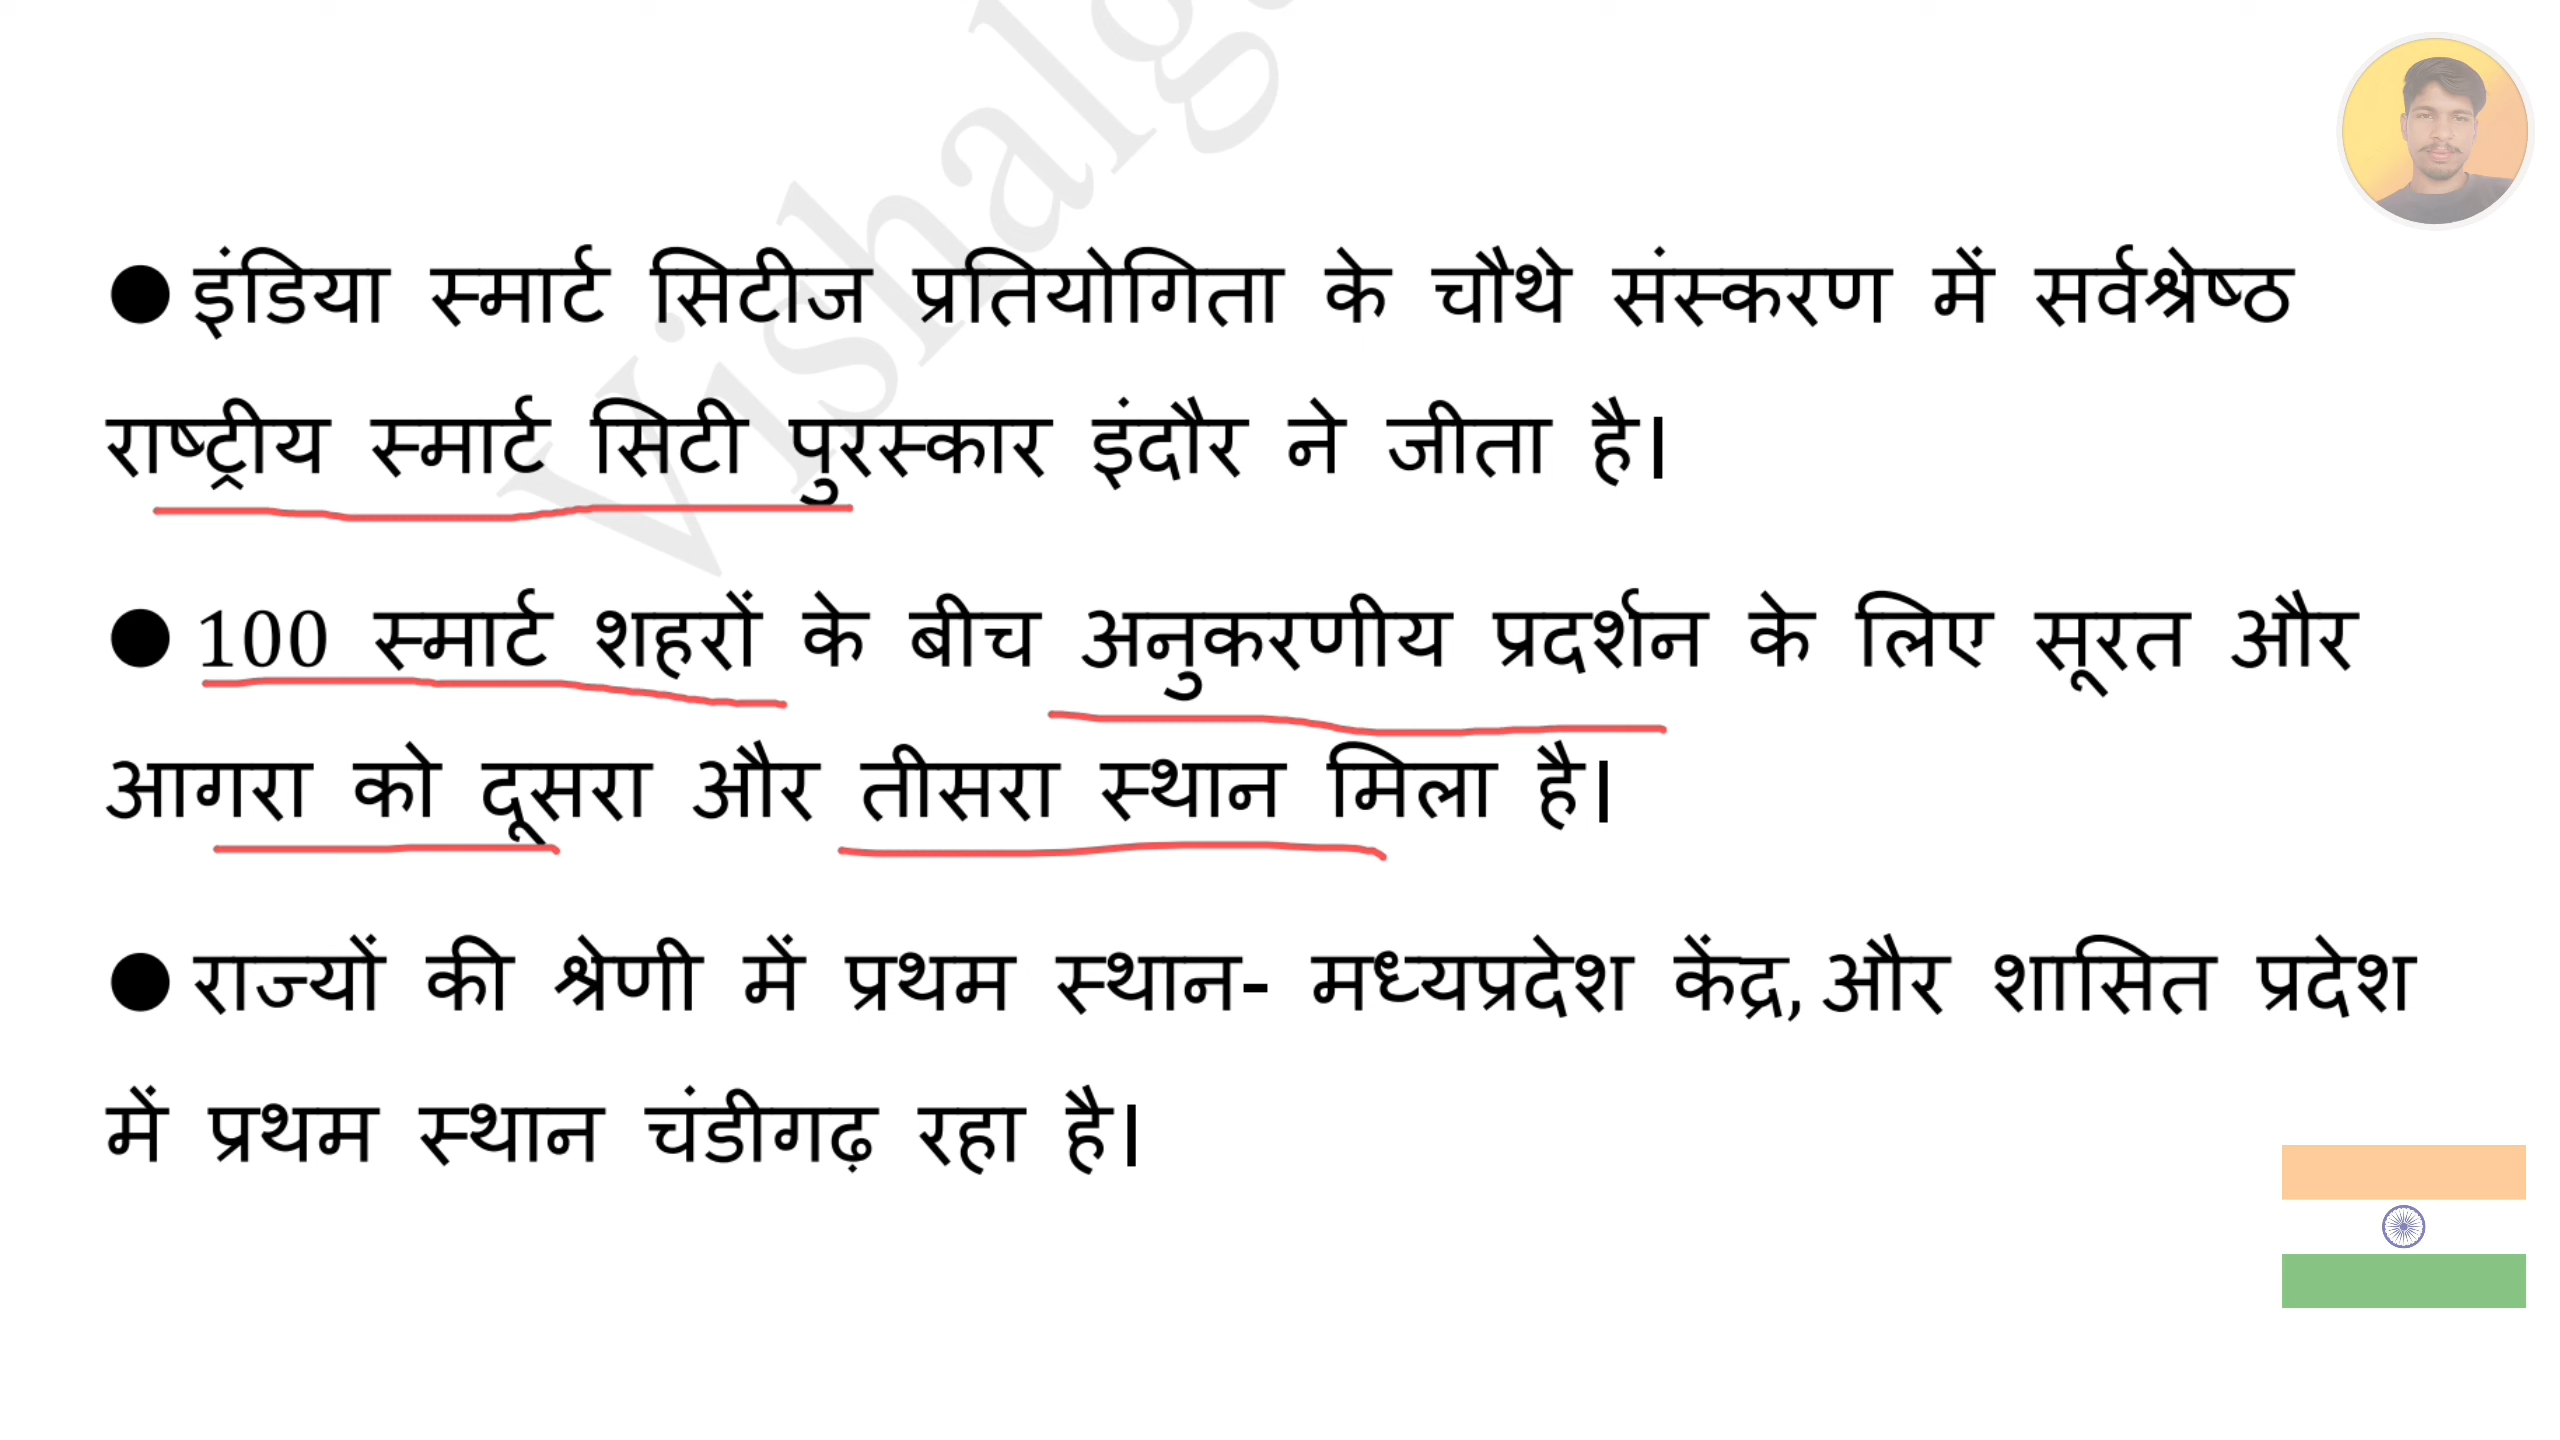 ● इंडिया स्मार्ट सिटीज प्रतियोगिता के चौथे संस्करण में सर्वश्रेष्ठ
राष्ट्रीय स्मार्ट सिटी पुरस्कार इंदौर ने जीता है।
● 100 स्मार्ट शहरों के बीच अनुकरणीय प्रदर्शन के लिए सूरत और
आगरा को दूसरा और तीसरा स्थान मिला है।
● राज्यों की श्रेणी में प्रथम स्थान- मध्यप्रदेश केंद्र, और शासित प्रदेश
में प्रथम स्थान चंडीगढ़ रहा है।